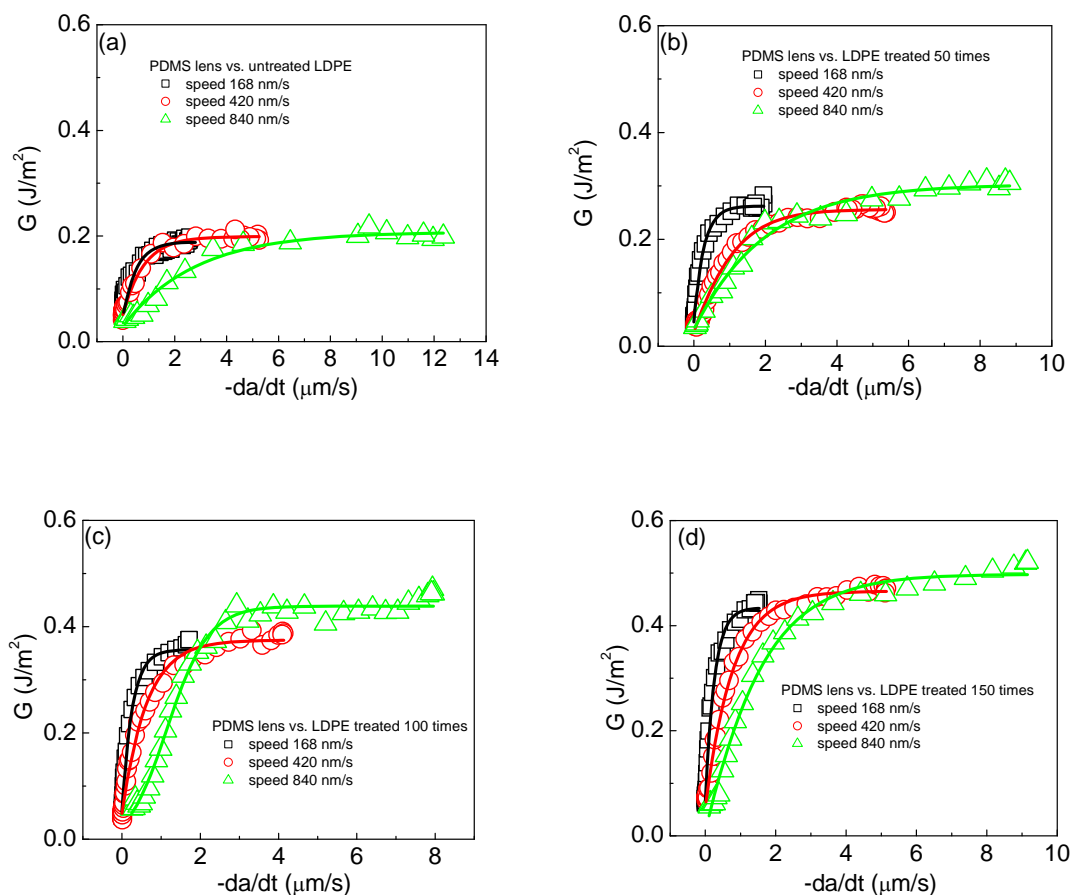 (a)
PDMS lens vs. untreated LDPE
speed 168 nm/s
speed 420 nm/s
speed 840 nm/s
G (J/m²)
0.6
0.4
0.2
0.0
0 2 4 6 8 10 12 14
-da/dt (μm/s)
(b)
PDMS lens vs. LDPE treated 50 times
speed 168 nm/s
speed 420 nm/s
speed 840 nm/s
G (J/m²)
0.6
0.4
0.2
0.0
0 2 4 6 8 10
-da/dt (μm/s)
(c)
PDMS lens vs. LDPE treated 100 times
speed 168 nm/s
speed 420 nm/s
speed 840 nm/s
G (J/m²)
0.6
0.4
0.2
0.0
0 2 4 6 8
-da/dt (μm/s)
(d)
PDMS lens vs. LDPE treated 150 times
speed 168 nm/s
speed 420 nm/s
speed 840 nm/s
G (J/m²)
0.6
0.4
0.2
0.0
0 2 4 6 8 10
-da/dt (μm/s)